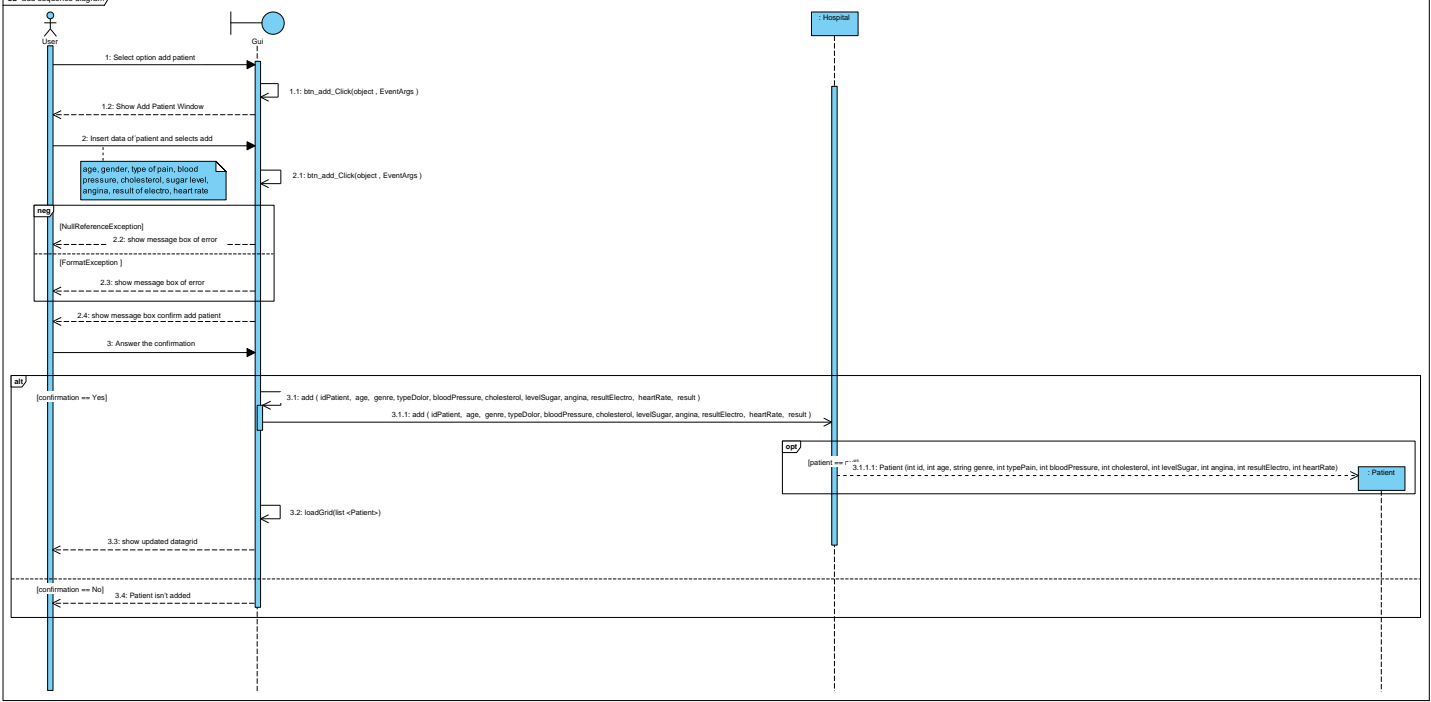 sequence diagram
: Hospital
User
Gui
1: Select option add patient
1.1: btn_add_Click(object , EventArgs )
1.2: Show Add Patient Window
2: Insert data of patient and selects add
age, gender, type of pain, blood
pressure, cholesterol, sugar level,
angina, result of electro, heart rate
2.1: btn_add_Click(object , EventArgs )
neg
[NullReferenceException]
2.2: show message box of error
[FormatException ]
2.3: show message box of error
2.4: show message box confirm add patient
3: Answer the confirmation
alt
[confirmation == Yes]
3.1: add ( idPatient, age, genre, typeDolor, bloodPressure, cholesterol, levelSugar, angina, resultElectro, heartRate, result )
3.1.1: add ( idPatient, age, genre, typeDolor, bloodPressure, cholesterol, levelSugar, angina, resultElectro, heartRate, result )
opt
[patient ==
3.1.1.1: Patient (int id, int age, string genre, int typePain, int bloodPressure, int cholesterol, int levelSugar, int angina, int resultElectro, int heartRate)
: Patient
3.2: loadGrid(list <Patient>)
3.3: show updated datagrid
[confirmation == No]
3.4: Patient isn't added